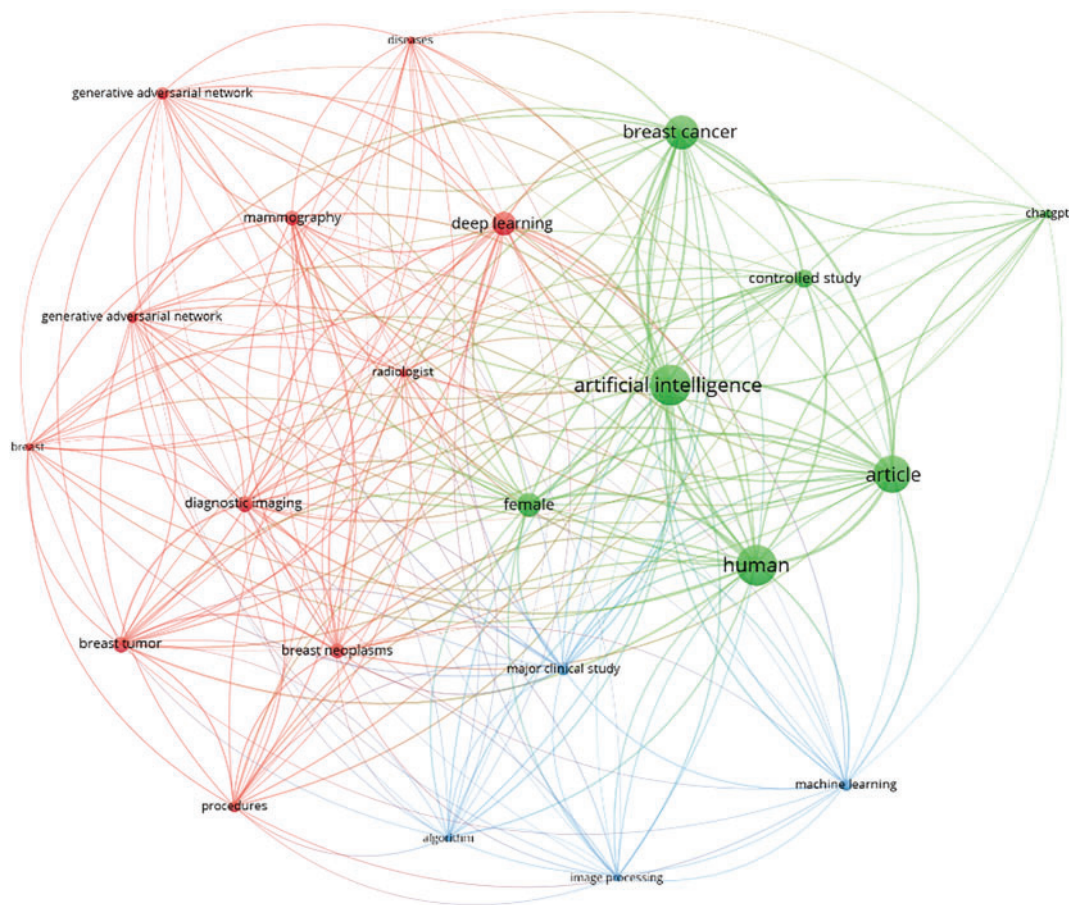 diseases
generative adversarial network
breast cancer
mammography
deep learning
chatgpt
controlled study
generative adversarial network
radiologist
artificial intelligence
breast
article
diagnostic imaging
female
human
breast tumor
breast neoplasms
major clinical study
machine learning
procedures
algorithm
image processing